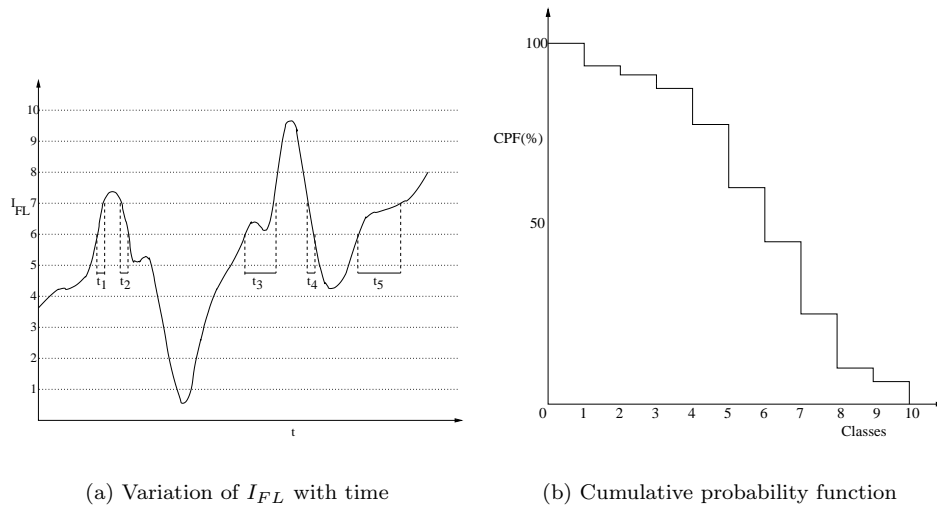 10
9
8
I_FL 7
6
5
4
3
2
1
t1 t2 t3 t4 t5
t
(a) Variation of I_FL with time
100
CPF(%)
50
0 1 2 3 4 5 6 7 8 9 10
Classes
(b) Cumulative probability function